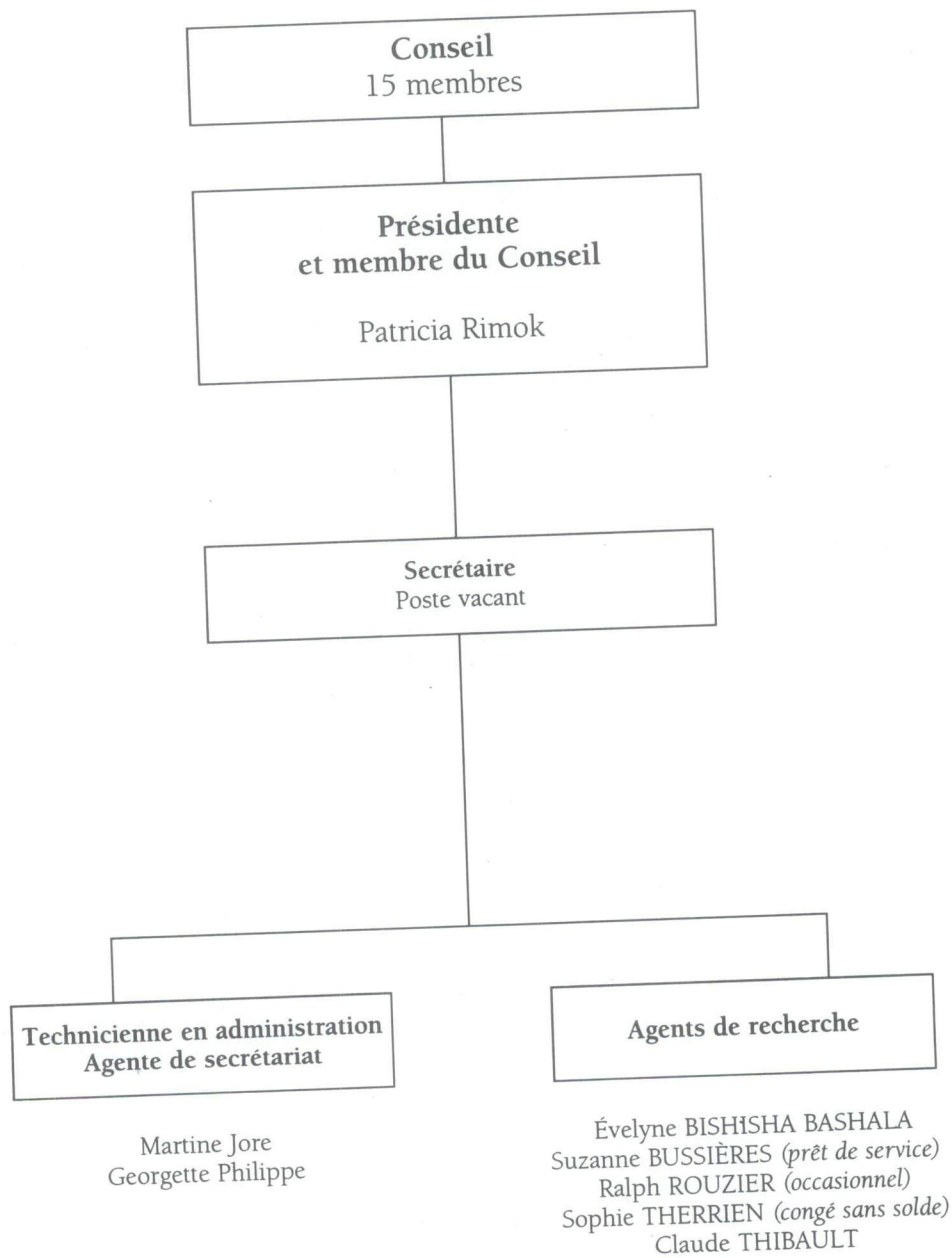 Conseil
15 membres
Présidente
et membre du Conseil
Patricia Rimok
Secrétaire
Poste vacant
Technicienne en administration
Agente de secrétariat
Martine Jore
Georgette Philippe
Agents de recherche
Évelyne BISHISHA BASHALA
Suzanne BUSSIÈRES (prêt de service)
Ralph ROUZIER (occasionnel)
Sophie THERRIEN (congé sans solde)
Claude THIBAULT